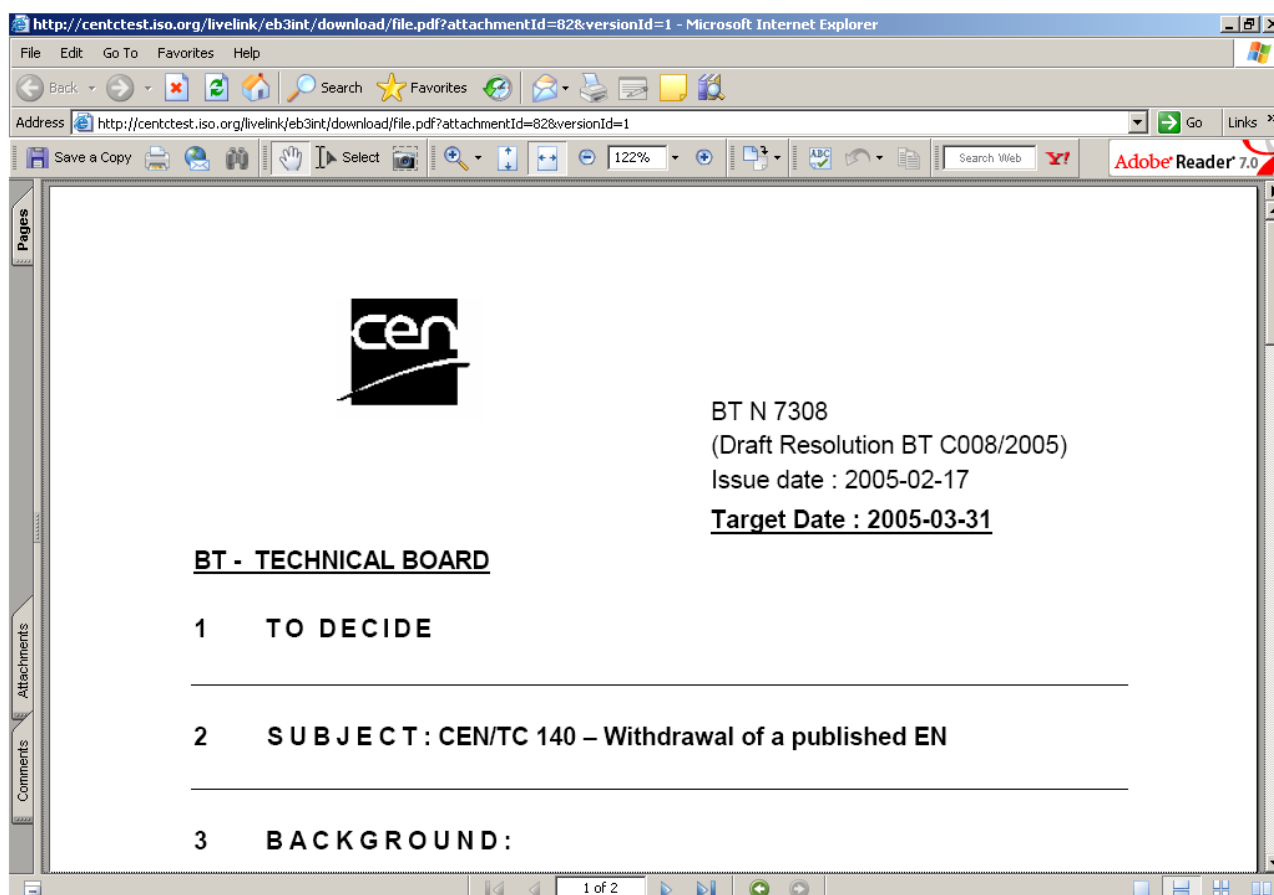 http://centctest.iso.org/livelink/eb3int/download/file.pdf?attachmentId=82&versionId=1 - Microsoft Internet Explorer
File Edit Go To Favorites Help
Back Search Favorites
Address http://centctest.iso.org/livelink/eb3int/download/file.pdf?attachmentId=82&versionId=1 Go Links »
Save a Copy Select 122% ABC Search Web Y! Adobe Reader 7.0
Pages
cen
BT N 7308
(Draft Resolution BT C008/2005)
Issue date : 2005-02-17
Target Date : 2005-03-31
BT - TECHNICAL BOARD
1 TO DECIDE
Attachments
2 SUBJECT: CEN/TC 140 – Withdrawal of a published EN
Comments
3 BACKGROUND:
1 of 2